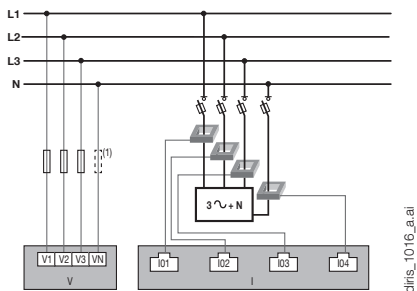 L1
L2
L3
N
(1)
3 ∿ + N
V1 V2 V3 VN
V
I01 I02 I03 I04
I
diris_1016_a.ai